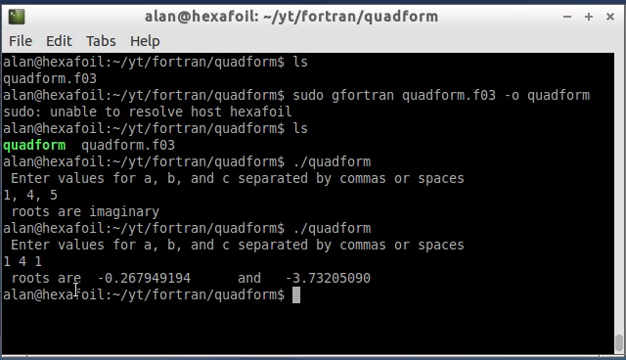 alan@hexafoil: ~/yt/fortran/quadform
File Edit Tabs Help
alan@hexafoil:~/yt/fortran/quadform$ ls
quadform.f03
alan@hexafoil:~/yt/fortran/quadform$ sudo gfortran quadform.f03 -o quadform
sudo: unable to resolve host hexafoil
alan@hexafoil:~/yt/fortran/quadform$ ls
quadform  quadform.f03
alan@hexafoil:~/yt/fortran/quadform$ ./quadform
 Enter values for a, b, and c separated by commas or spaces
1, 4, 5
 roots are imaginary
alan@hexafoil:~/yt/fortran/quadform$ ./quadform
 Enter values for a, b, and c separated by commas or spaces
1 4 1
 roots are  -0.267949194      and   -3.73205090
alan@hexafoil:~/yt/fortran/quadform$